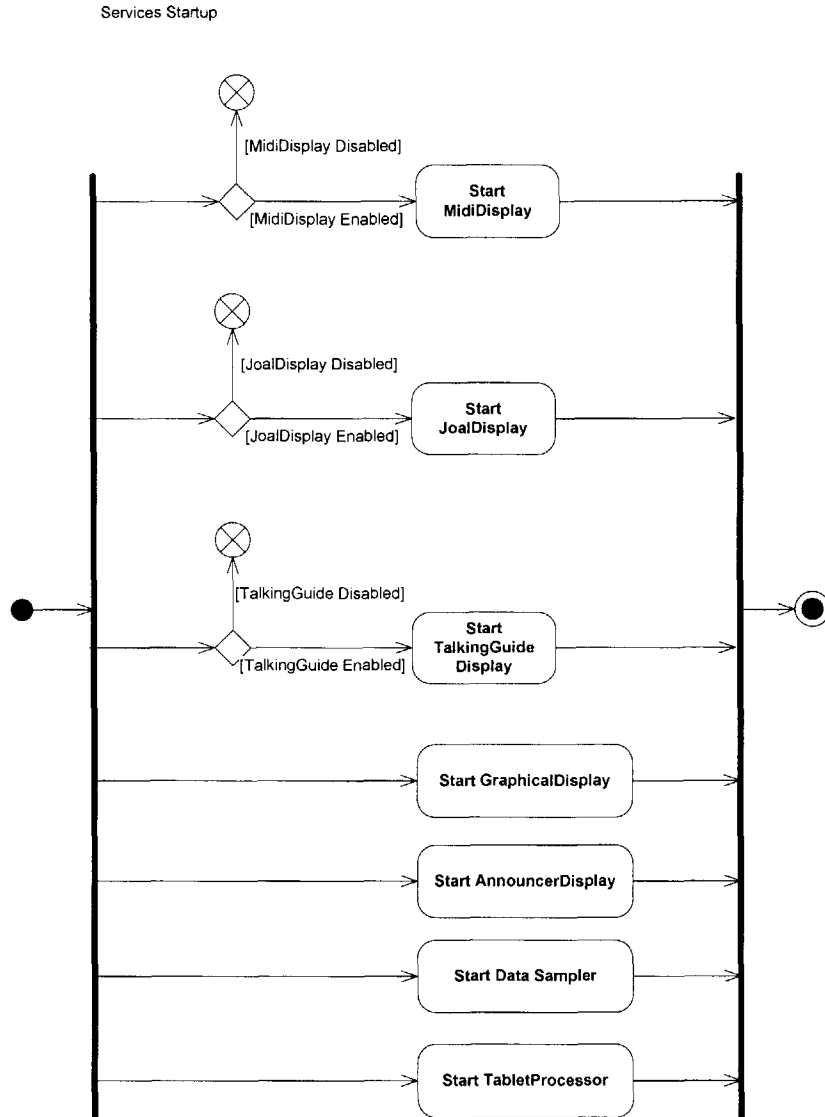 Services Startup
[MidiDisplay Disabled]
Start
MidiDisplay
[MidiDisplay Enabled]
[JoalDisplay Disabled]
Start
JoalDisplay
[JoalDisplay Enabled]
[TalkingGuide Disabled]
Start
TalkingGuide
Display
[TalkingGuide Enabled]
Start GraphicalDisplay
Start AnnouncerDisplay
Start Data Sampler
Start TabletProcessor